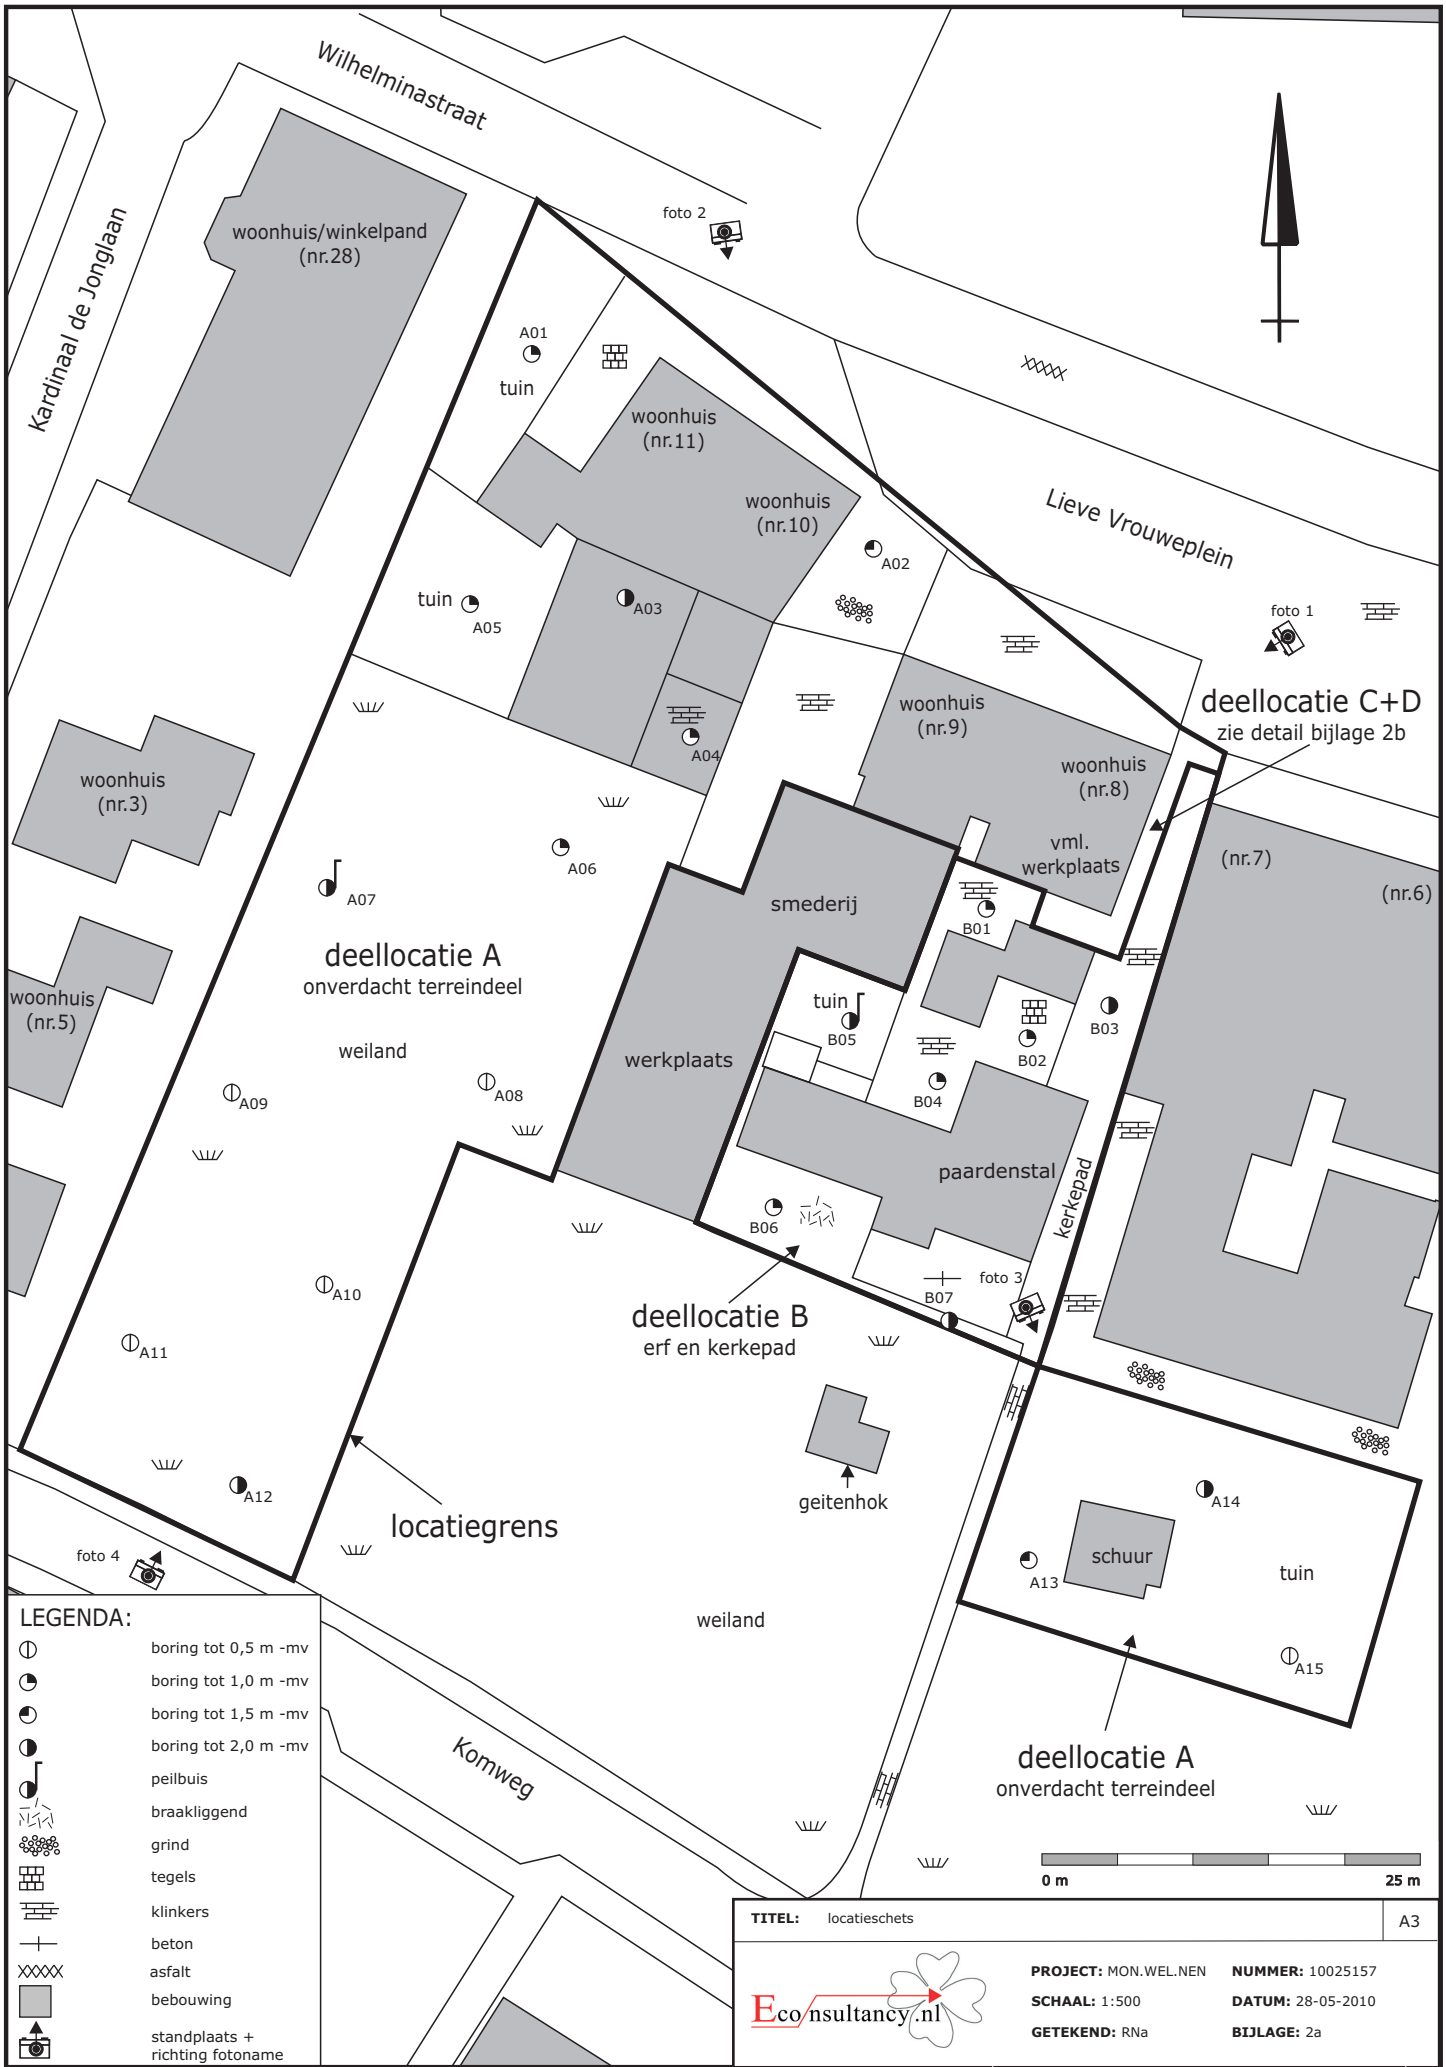 Wilhelminastraat
Kardinaal de Jonglaan
woonhuis/winkelpand
(nr.28)
foto 2
A01
tuin
woonhuis
(nr.11)
woonhuis
(nr.10)
A02
Lieve Vrouweplein
foto 1
tuin
A05
A03
A04
woonhuis
(nr.9)
woonhuis
(nr.8)
vml.
werkplaats
deellocatie C+D
zie detail bijlage 2b
(nr.7)
(nr.6)
woonhuis
(nr.3)
A06
A07
smederij
B01
deellocatie A
onverdacht terreindeel
woonhuis
(nr.5)
weiland
tuin
B05
B02
B03
werkplaats
A09
A08
B04
paardenstal
kerkepad
B06
A10
B07
foto 3
deellocatie B
erf en kerkepad
A11
A12
locatiegrens
geitenhok
A14
A13
schuur
tuin
A15
foto 4
weiland
deellocatie A
onverdacht terreindeel
Komweg
LEGENDA:
boring tot 0,5 m -mv
boring tot 1,0 m -mv
boring tot 1,5 m -mv
boring tot 2,0 m -mv
peilbuis
braakliggend
grind
tegels
klinkers
beton
asfalt
bebouwing
standplaats +
richting fotoname
0 m 25 m
TITEL: locatieschets A3
Econsultancy.nl
PROJECT: MON.WEL.NEN NUMMER: 10025157
SCHAAL: 1:500 DATUM: 28-05-2010
GETEKEND: RNa BIJLAGE: 2a